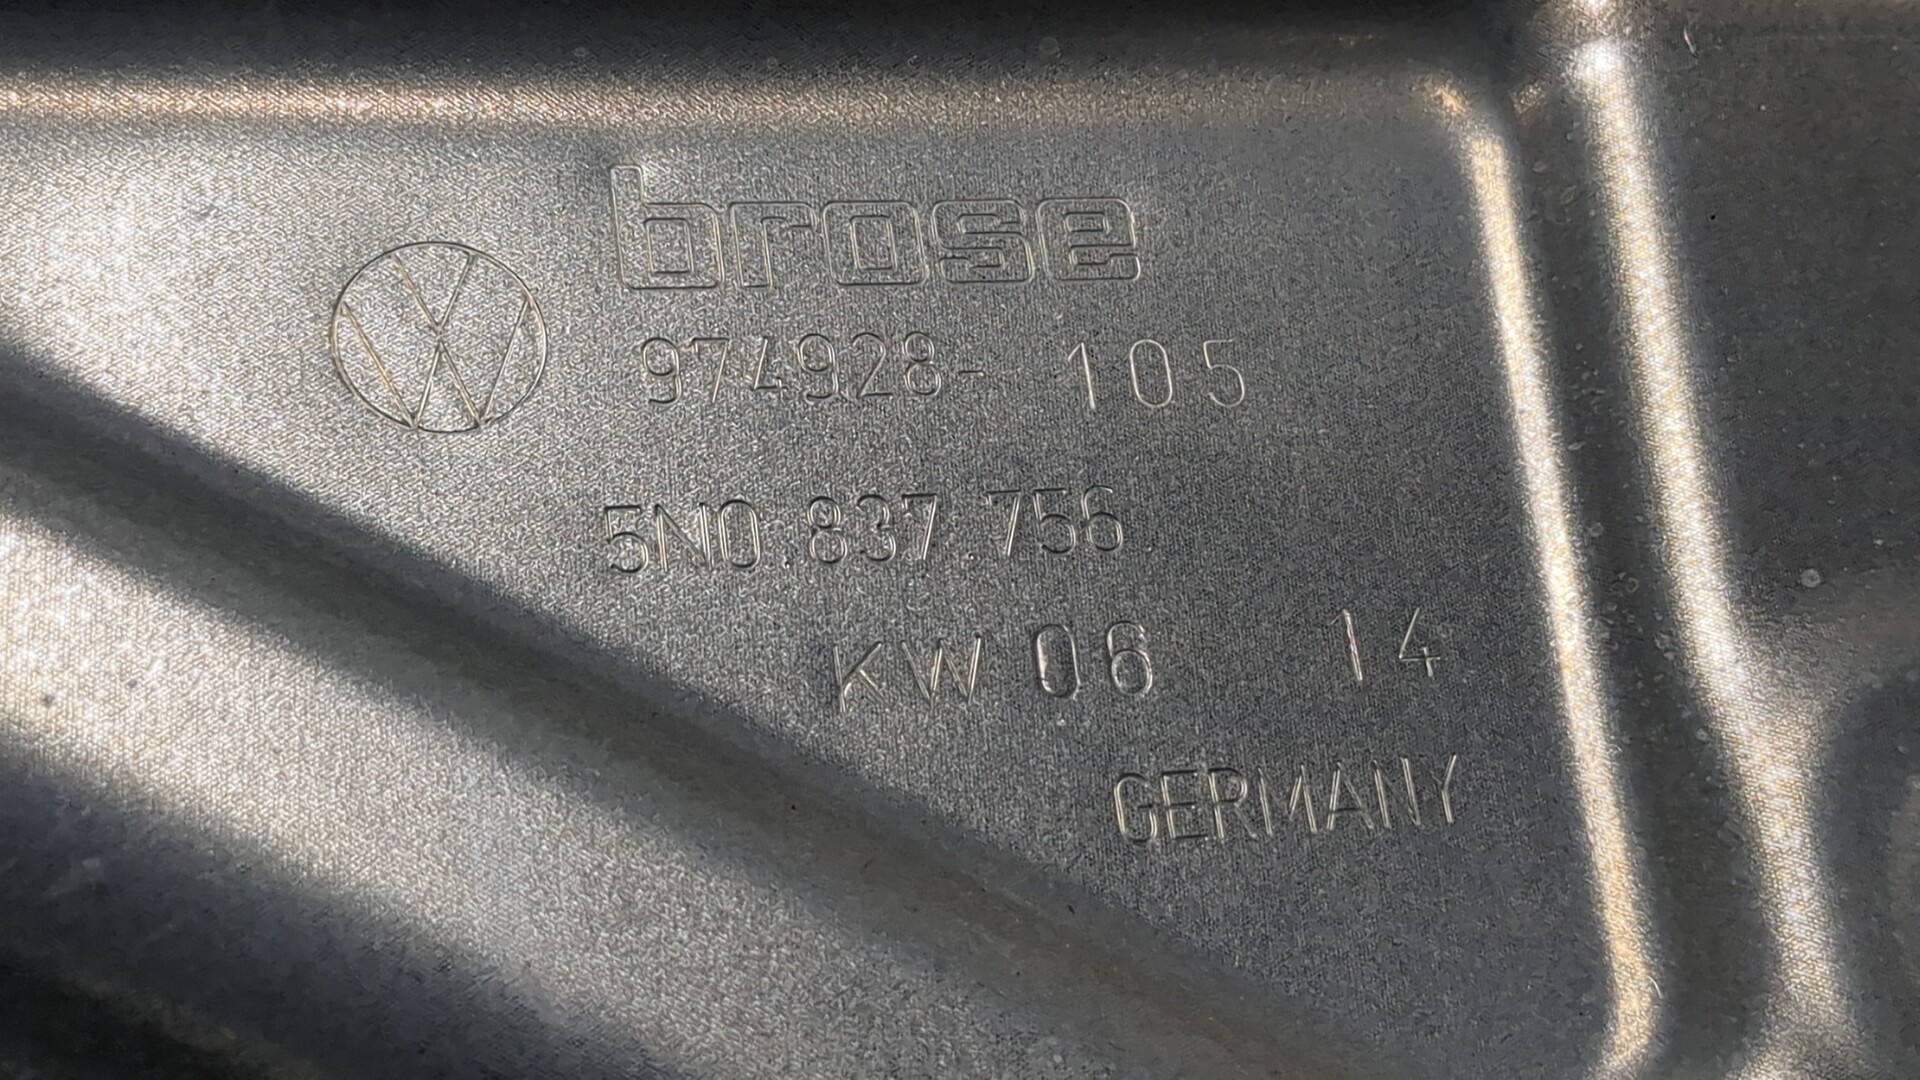 brose
974928- 105
5N0 837 756
KW 06 14
GERMANY